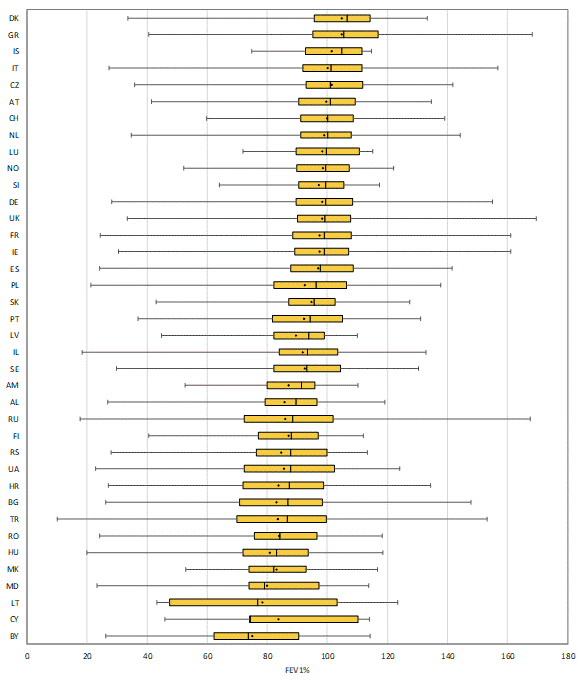 DK
GR
IS
IT
CZ
AT
CH
NL
LU
NO
SI
DE
UK
FR
IE
ES
PL
SK
PT
LV
IL
SE
AM
AL
RU
FI
RS
UA
HR
BG
TR
RO
HU
MK
MD
LT
CY
BY
0 20 40 60 80 100 120 140 160 180
FEV1%